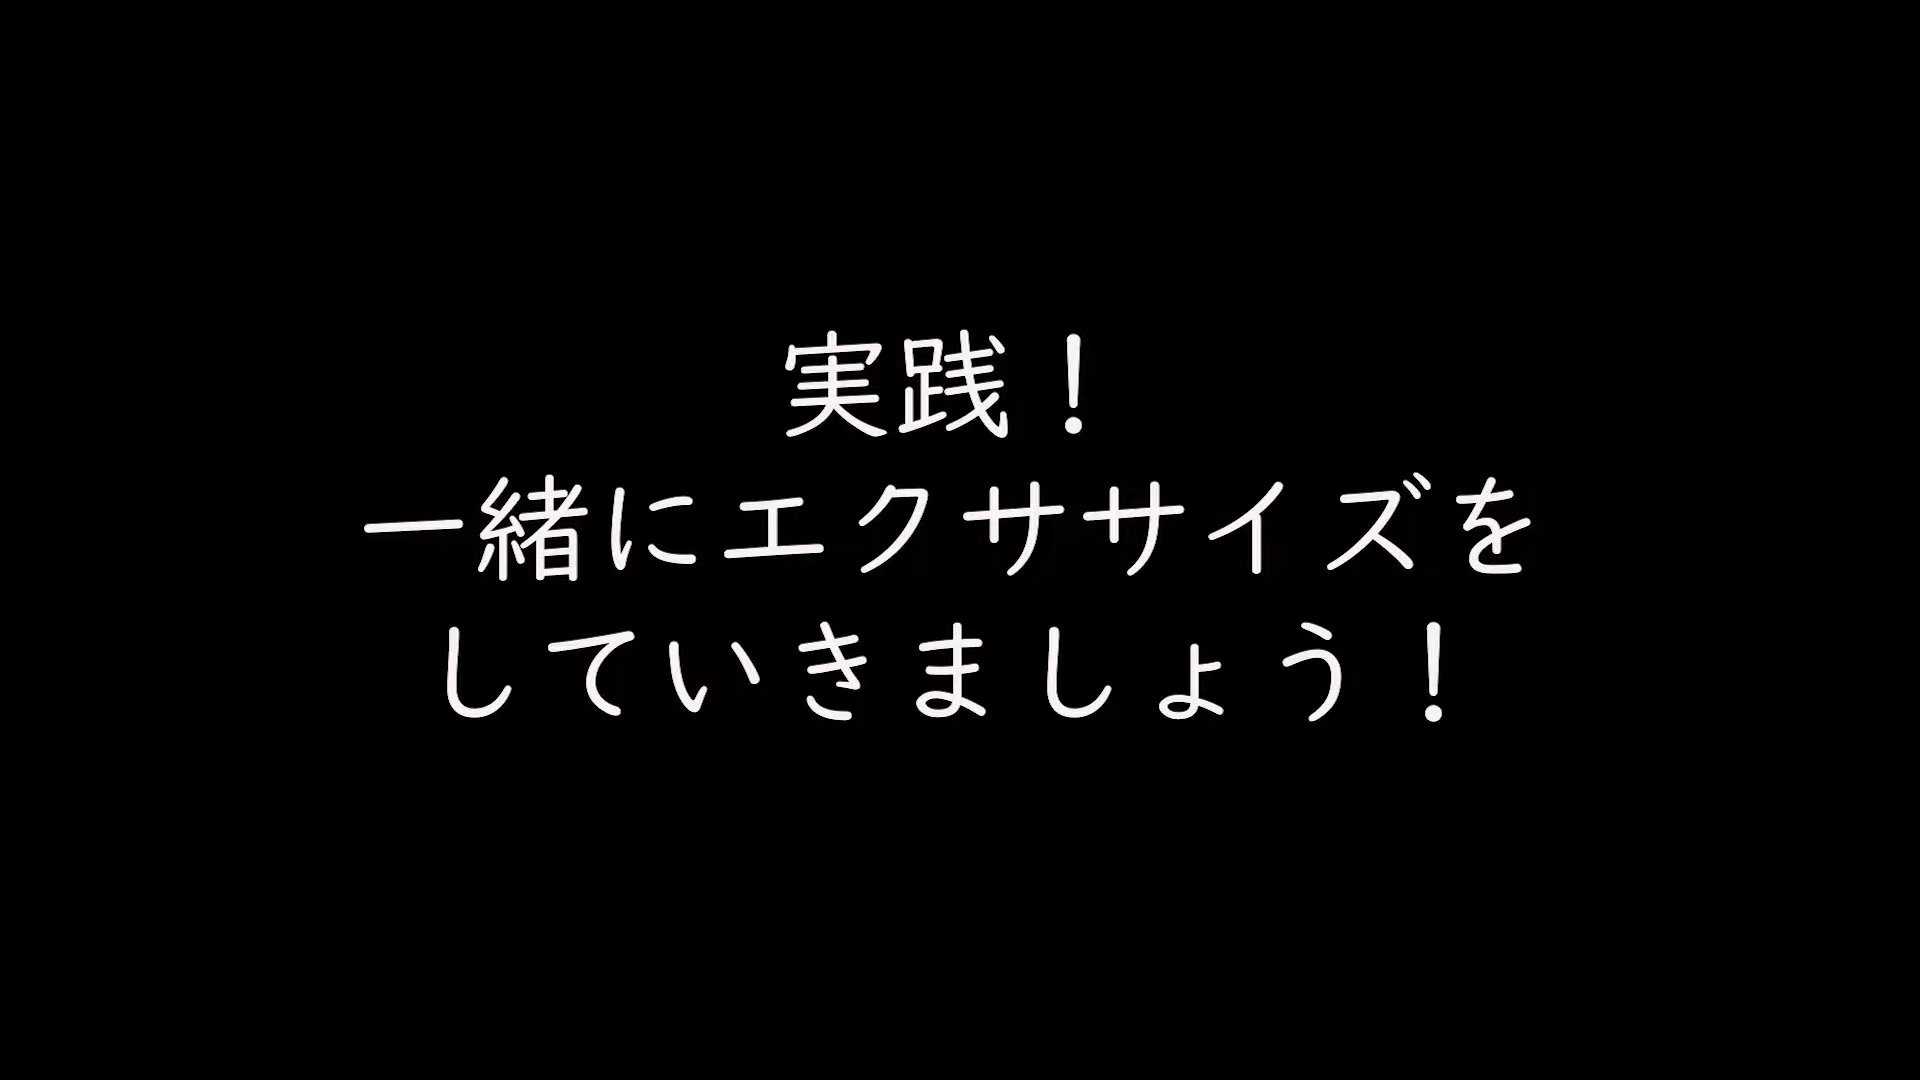 実践！
一緒にエクササイズを
していきましょう！